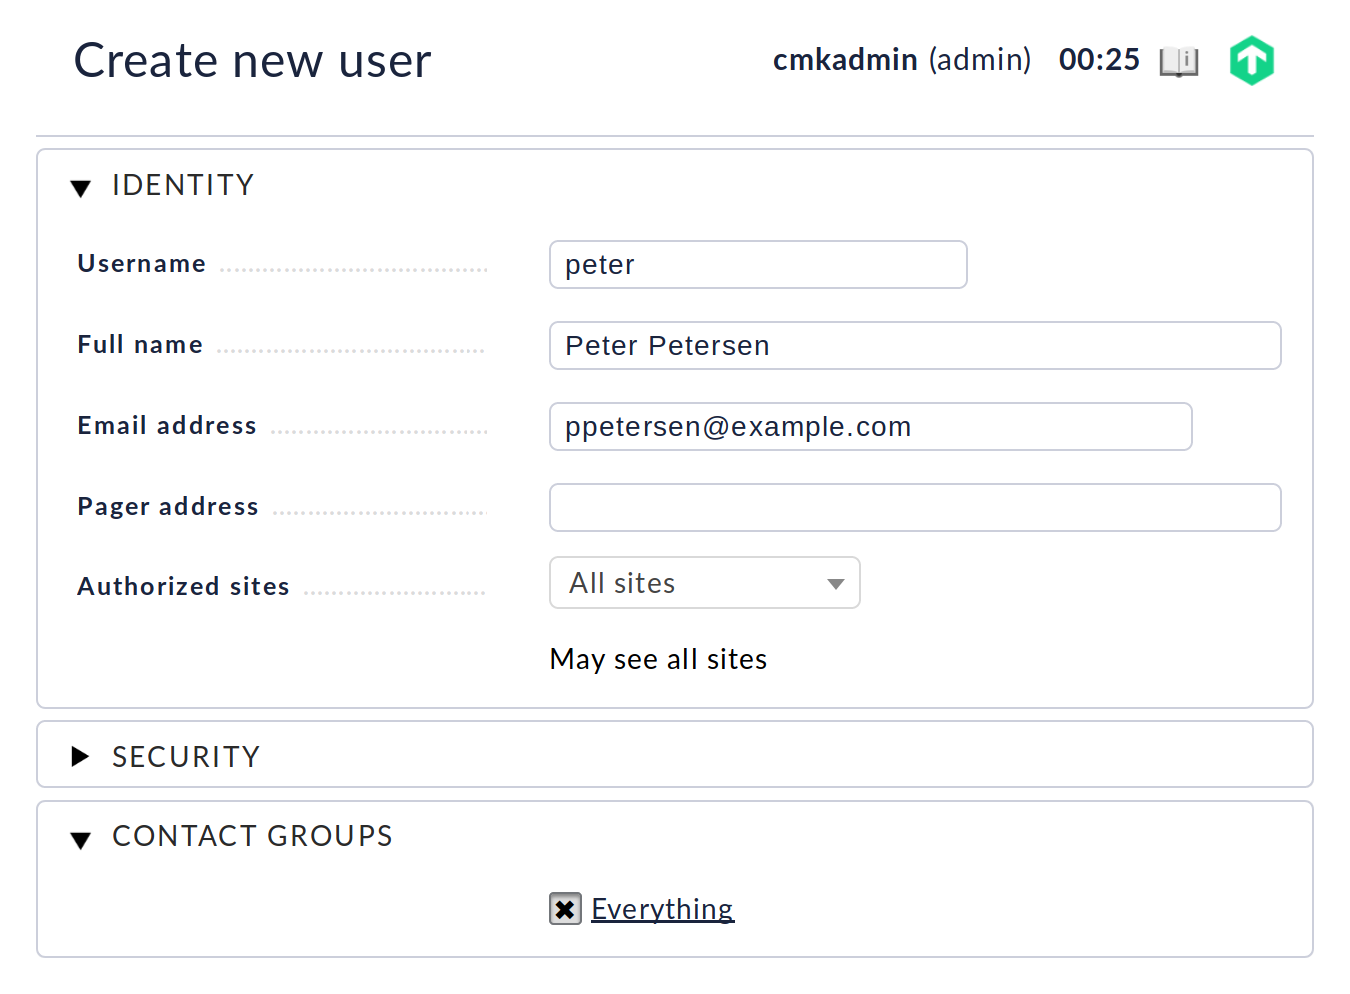 Create new user
cmkadmin (admin) 00:25
IDENTITY
Username
peter
Full name
Peter Petersen
Email address
ppetersen@example.com
Pager address
Authorized sites
All sites
May see all sites
SECURITY
CONTACT GROUPS
Everything